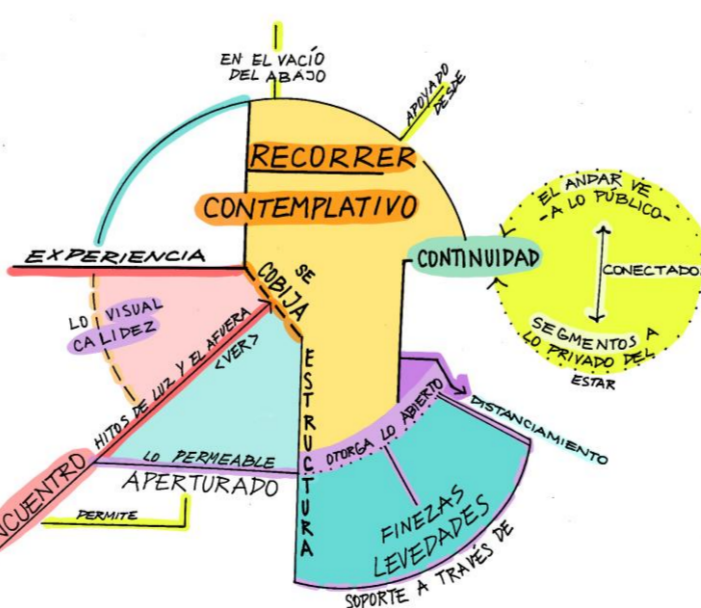 EN EL VACÍO
DEL ABAJO
APOYADO
DESDE
RECORRER
CONTEMPLATIVO
EXPERIENCIA
SE
COBIJA
CONTINUIDAD
EL ANDAR VE
-A LO PÚBLICO-
CONECTADO
SEGMENTOS A
LO PRIVADO DEL
ESTAR
LO VISUAL
CALIDEZ
HITOS DE LUZ Y EL AFUERA
<VER>
ESTRUCTURA
OTORGA LO ABIERTO
DISTANCIAMIENTO
LO PERMEABLE
APERTURADO
NCUENTRO
PERMITE
FINEZAS
LEVEDADES
SOPORTE A TRAVÉS DE